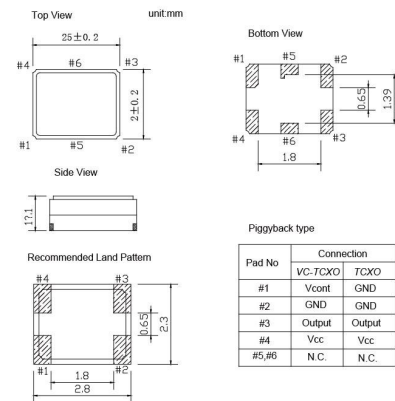 Top View
unit:mm
25±0.2
#4
#6
#3
2±0.2
#1
#5
#2
Bottom View
#1
#5
#2
0.65
1.39
#4
#6
#3
1.8
Side View
1?.1
Recommended Land Pattern
#4
#3
0.65
2.3
#1
#2
1.8
2.8
Piggyback type
Pad No
Connection
VC-TCXO
TCXO
#1
Vcont
GND
#2
GND
GND
#3
Output
Output
#4
Vcc
Vcc
#5,#6
N.C.
N.C.